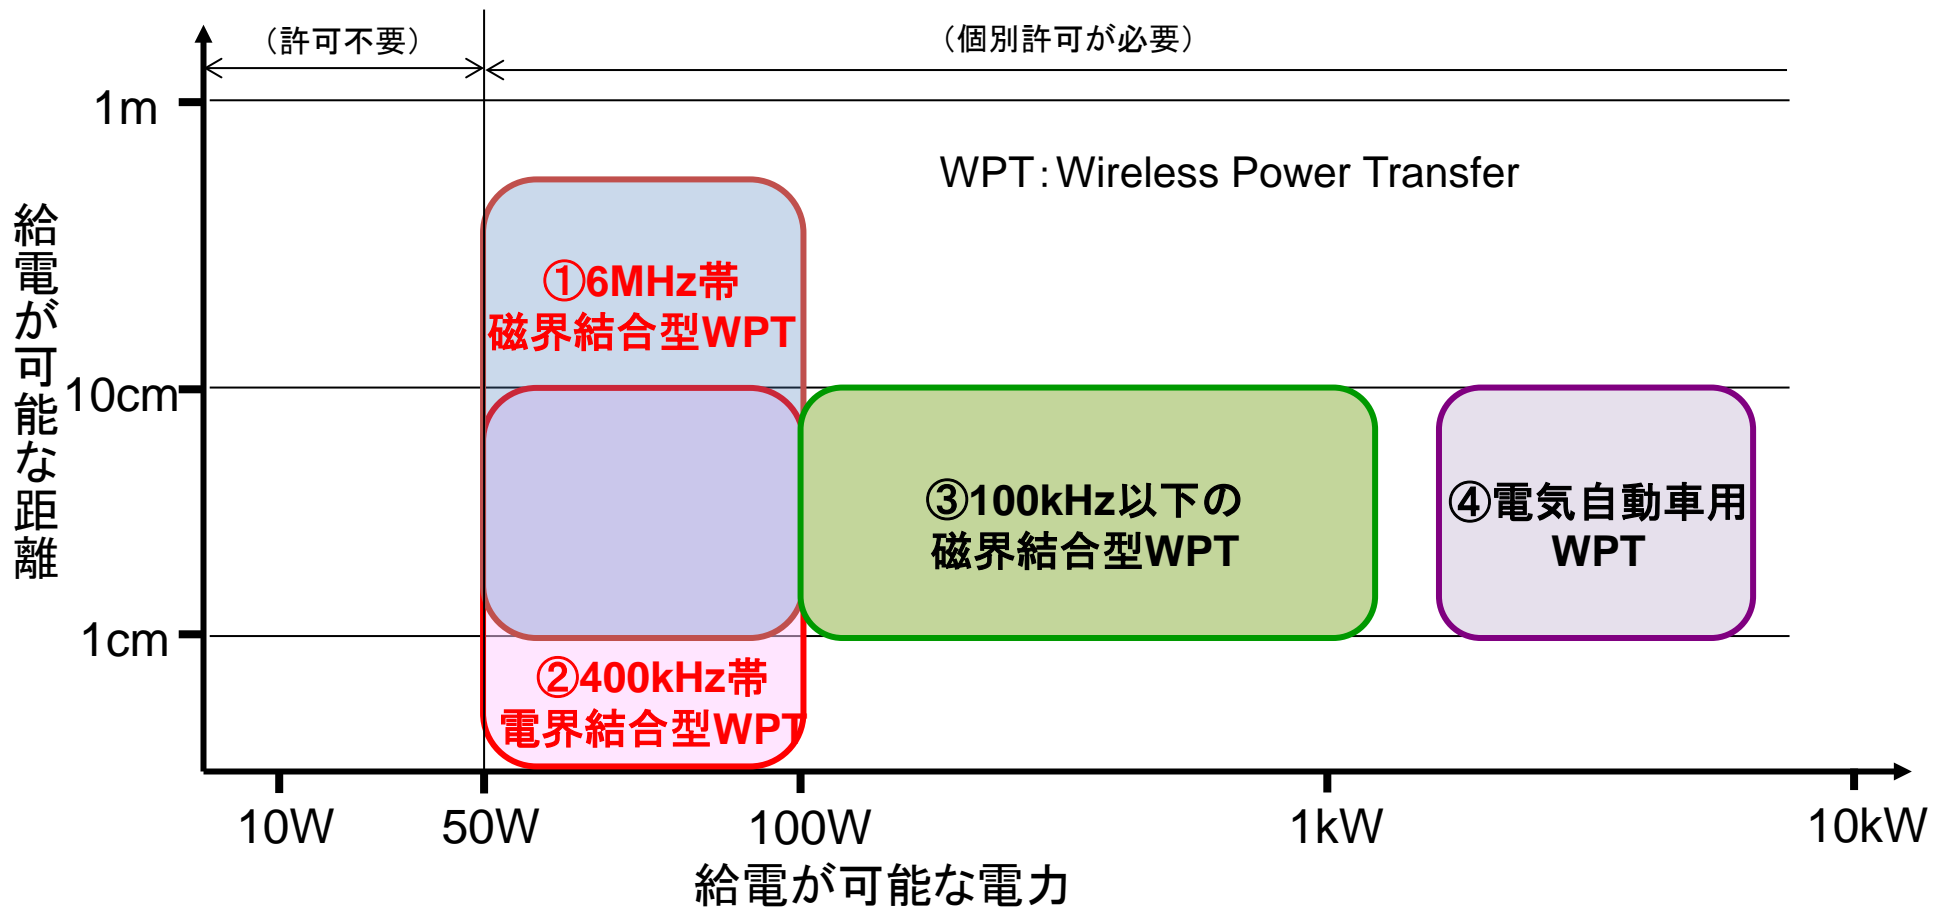 （許可不要）
（個別許可が必要）
1m
WPT：Wireless Power Transfer
給電が可能な距離
①6MHz帯
磁界結合型WPT
10cm
③100kHz以下の
磁界結合型WPT
④電気自動車用
WPT
1cm
②400kHz帯
電界結合型WPT
10W
50W
100W
1kW
10kW
給電が可能な電力